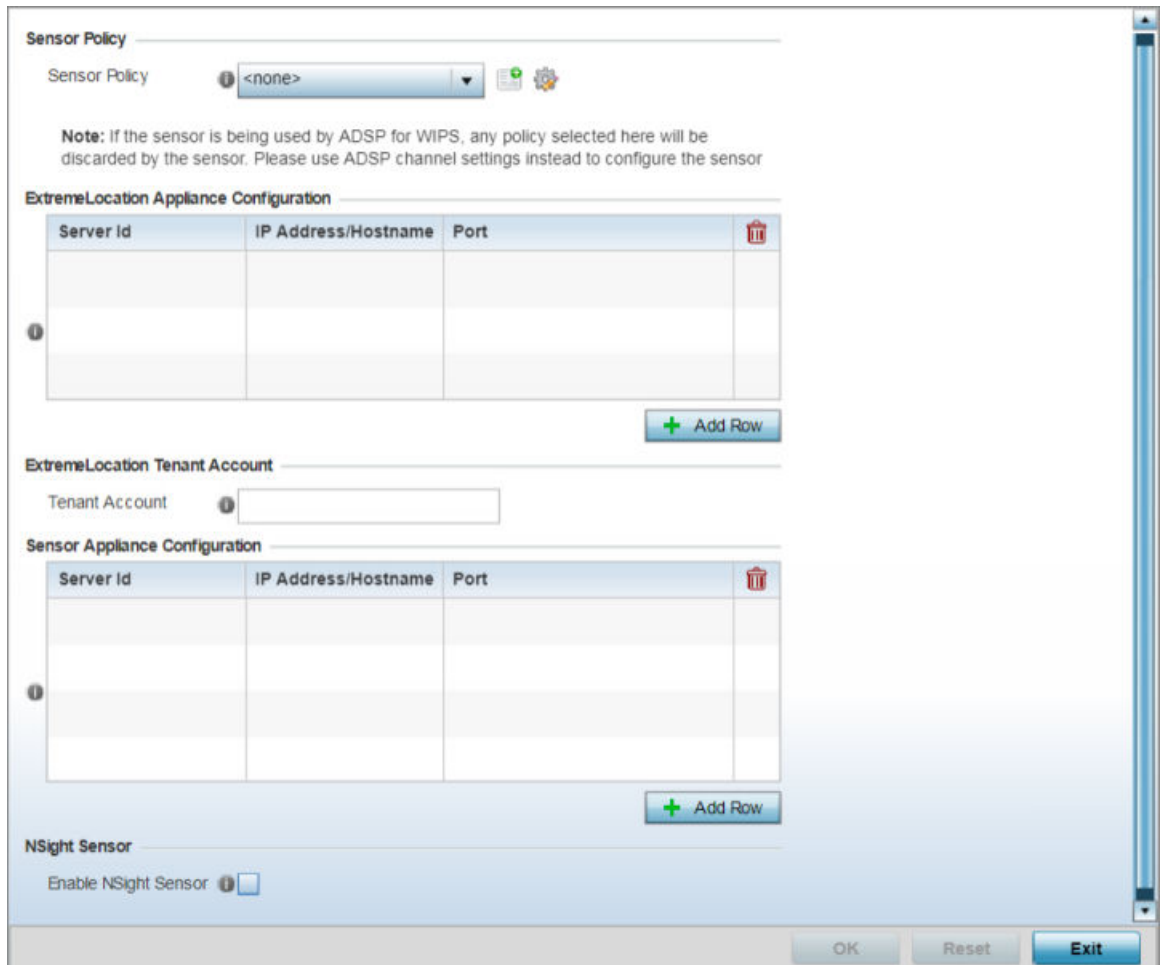 Sensor Policy
Sensor Policy <none>
Note: If the sensor is being used by ADSP for WIPS, any policy selected here will be
discarded by the sensor. Please use ADSP channel settings instead to configure the sensor
ExtremeLocation Appliance Configuration
Server Id IP Address/Hostname Port
Add Row
ExtremeLocation Tenant Account
Tenant Account
Sensor Appliance Configuration
Server Id IP Address/Hostname Port
Add Row
NSight Sensor
Enable NSight Sensor
OK Reset Exit